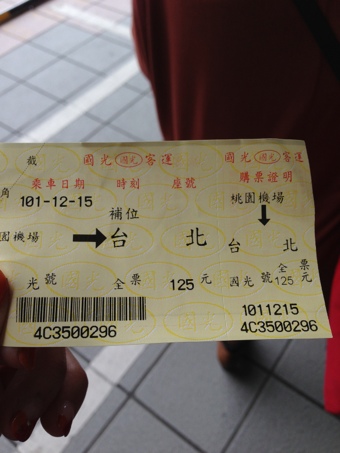 截 國光 國光 客運 國光 國光 客運
乘車日期 時刻 座號 購票證明
角 101-12-15 桃園機場
補位
園機場 台 北 台 北
光 號 全 票 125 元 國光 號 全票 125 元
1011215
4C3500296 4C3500296